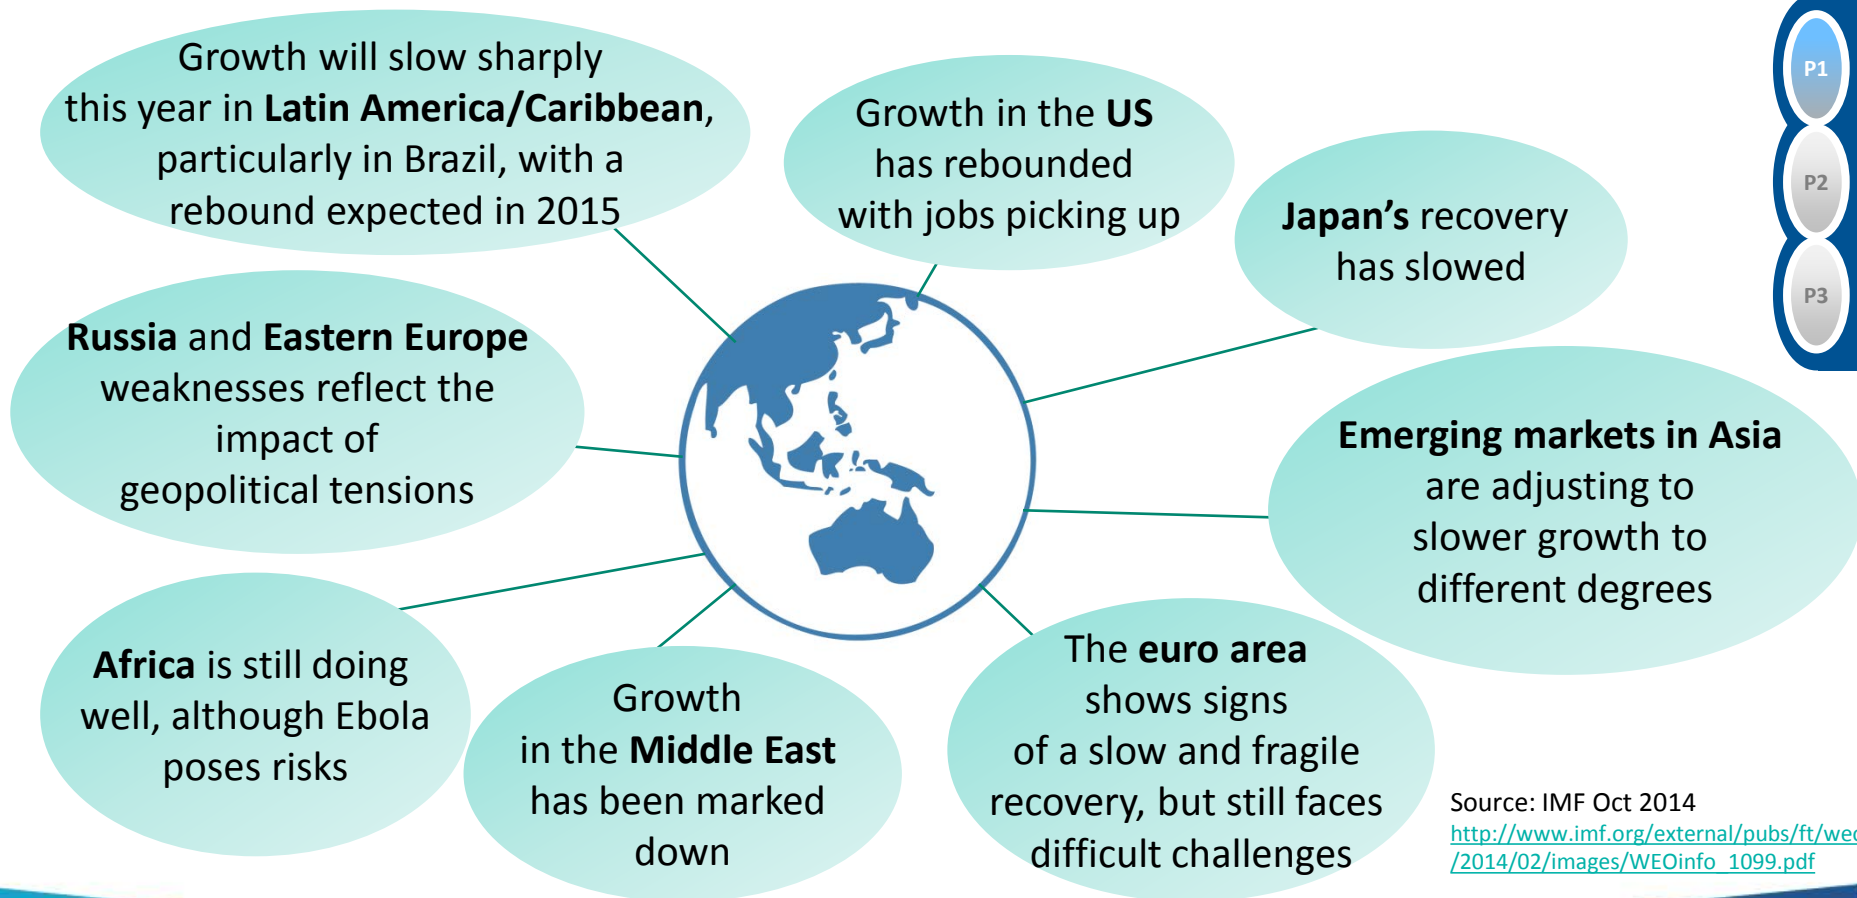 Growth will slow sharply
this year in Latin America/Caribbean,
particularly in Brazil, with a
rebound expected in 2015
Growth in the US
has rebounded
with jobs picking up
Japan's recovery
has slowed
P1
P2
P3
Russia and Eastern Europe
weaknesses reflect the
impact of
geopolitical tensions
Emerging markets in Asia
are adjusting to
slower growth to
different degrees
Africa is still doing
well, although Ebola
poses risks
Growth
in the Middle East
has been marked
down
The euro area
shows signs
of a slow and fragile
recovery, but still faces
difficult challenges
Source: IMF Oct 2014
http://www.imf.org/external/pubs/ft/weo
/2014/02/images/WEOinfo_1099.pdf